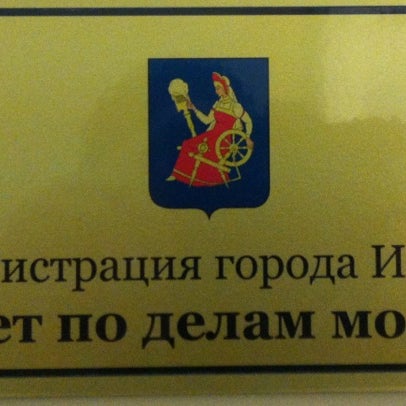 истрация города И
ет по делам мо